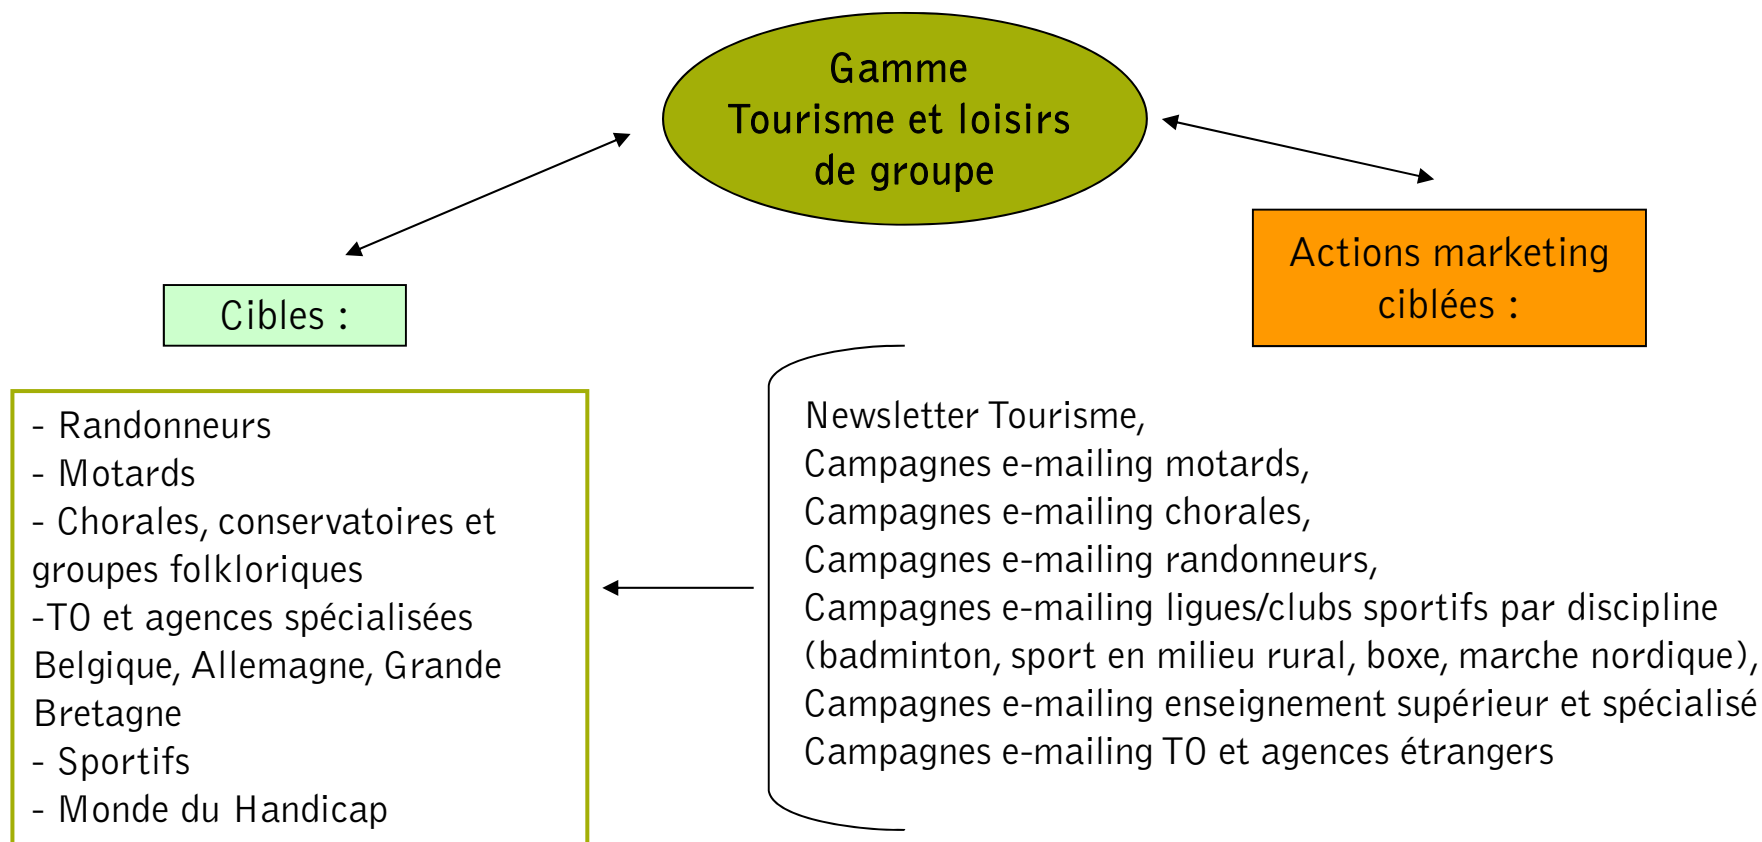 Gamme
Tourisme et loisirs
de groupe
Actions marketing
ciblées :
Cibles :
- Randonneurs
- Motards
- Chorales, conservatoires et
groupes folkloriques
-TO et agences spécialisées
Belgique, Allemagne, Grande
Bretagne
- Sportifs
- Monde du Handicap
Newsletter Tourisme,
Campagnes e-mailing motards,
Campagnes e-mailing chorales,
Campagnes e-mailing randonneurs,
Campagnes e-mailing ligues/clubs sportifs par discipline
(badminton, sport en milieu rural, boxe, marche nordique),
Campagnes e-mailing enseignement supérieur et spécialisé
Campagnes e-mailing TO et agences étrangers